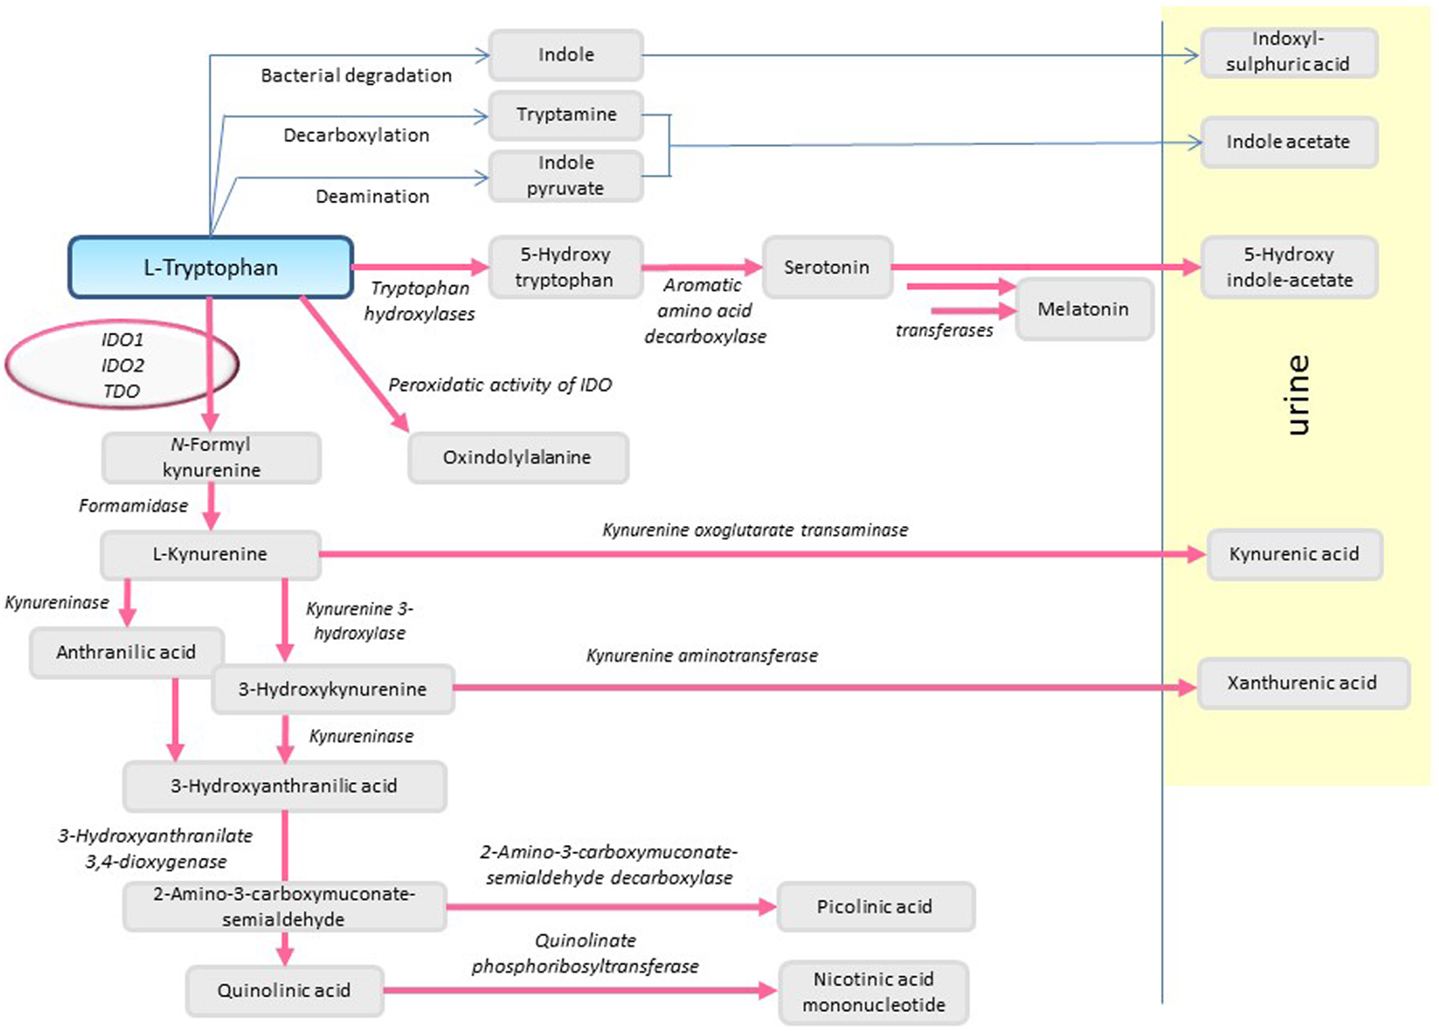 Indole
Indoxyl-
sulphuric acid
Bacterial degradation
Tryptamine
Decarboxylation
Indole acetate
Indole
pyruvate
Deamination
L-Tryptophan
5-Hydroxy
tryptophan
Serotonin
5-Hydroxy
indole-acetate
Tryptophan
hydroxylases
Aromatic
amino acid
decarboxylase
Melatonin
transferases
IDO1
IDO2
TDO
Peroxidatic activity of IDO
urine
N-Formyl
kynurenine
Oxindolylalanine
Formamidase
Kynurenine oxoglutarate transaminase
L-Kynurenine
Kynurenic acid
Kynureninase
Kynurenine 3-
hydroxylase
Anthranilic acid
Kynurenine aminotransferase
3-Hydroxykynurenine
Xanthurenic acid
Kynureninase
3-Hydroxyanthranilic acid
3-Hydroxyanthranilate
3,4-dioxygenase
2-Amino-3-carboxymuconate-
semialdehyde decarboxylase
2-Amino-3-carboxymuconate-
semialdehyde
Picolinic acid
Quinolinate
phosphoribosyltransferase
Quinolinic acid
Nicotinic acid
mononucleotide